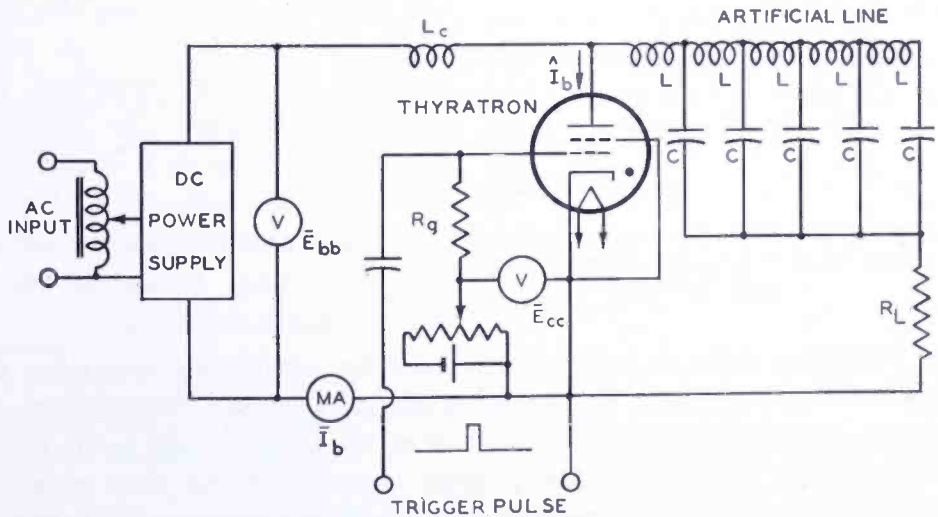 ARTIFICIAL LINE
L c
Î b
L L L L L
THYRATRON
C C C C C
AC INPUT
DC POWER SUPPLY
V
Ē bb
R g
V
Ē cc
R L
MA
Ī b
TRIGGER PULSE